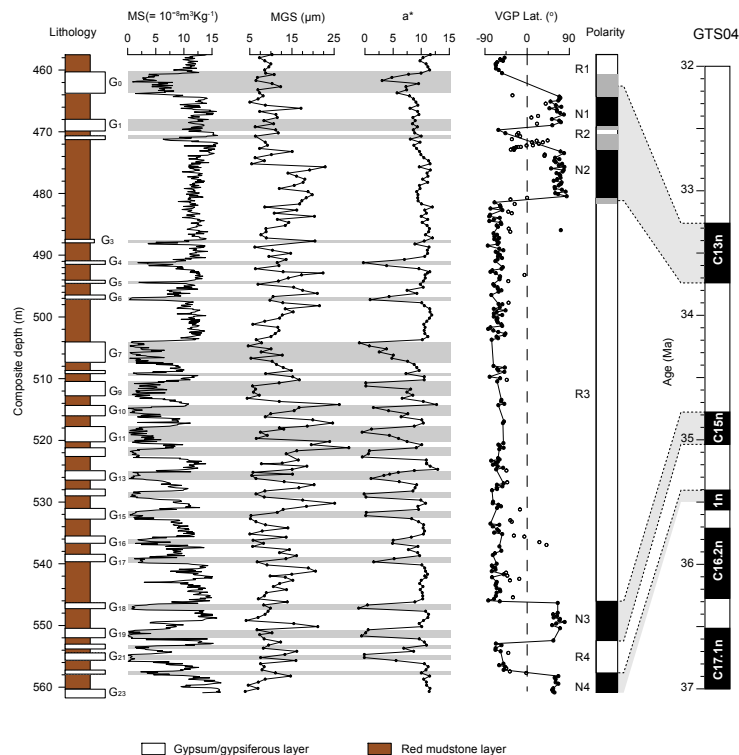 Lithology
MS(= 10⁻⁸m³Kg⁻¹)
0 5 10 15
MGS (µm)
5 15 25
a*
0 5 10 15
VGP Lat. (°)
-90 0 90
Polarity
GTS04
Composite depth (m)
460
470
480
490
500
510
520
530
540
550
560
G₀
G₁
G₃
G₄
G₅
G₆
G₇
G₉
G₁₀
G₁₁
G₁₃
G₁₅
G₁₆
G₁₇
G₁₈
G₁₉
G₂₁
G₂₃
R1
N1
R2
N2
R3
N3
R4
N4
Age (Ma)
32
33
34
35
36
37
C13n
C15n
1n
C16.2n
C17.1n
Gypsum/gypsiferous layer
Red mudstone layer